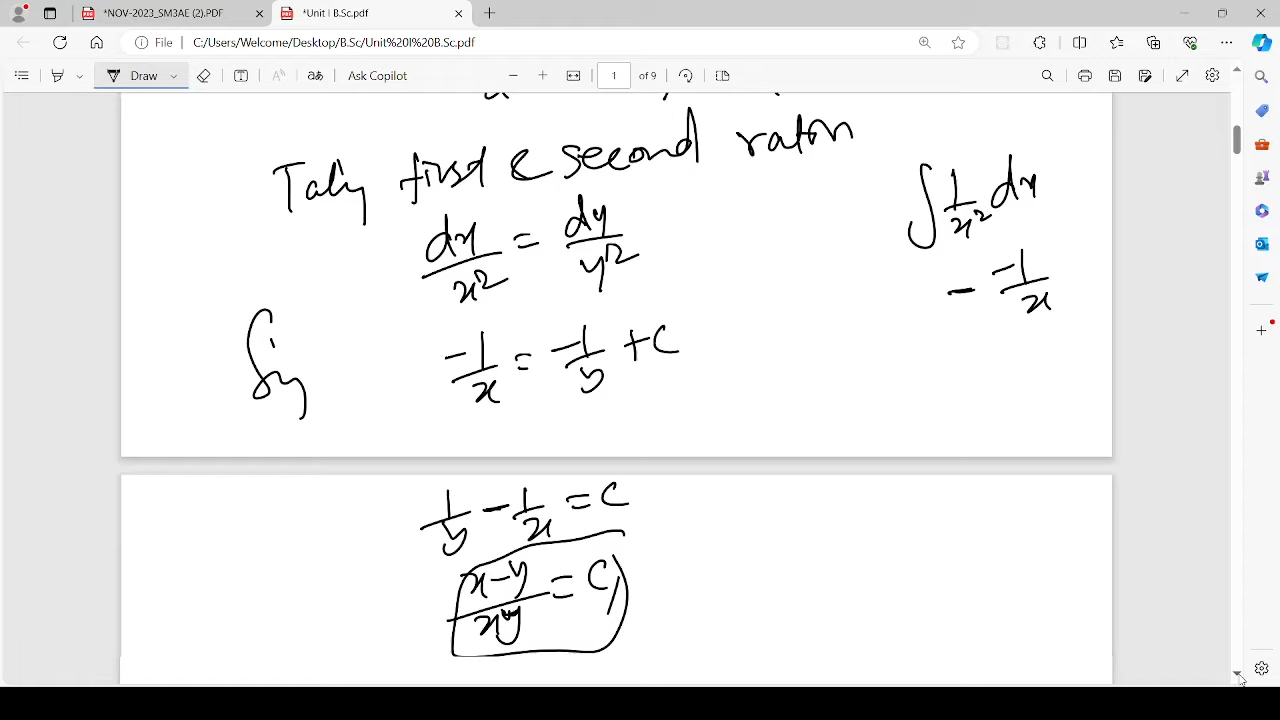 *NOV-2023_SM3AE (2).PDF
*Unit I B.Sc.pdf
File C:/Users/Welcome/Desktop/B.Sc/Unit%20I%20B.Sc.pdf
Draw
Ask Copilot
1 of 9
first & second
∫ 1/x² dx
dx/x² = dy/y²
- -1/x
-1/x = -1/y + C
1/y - 1/x = C
x-y/xy = C1